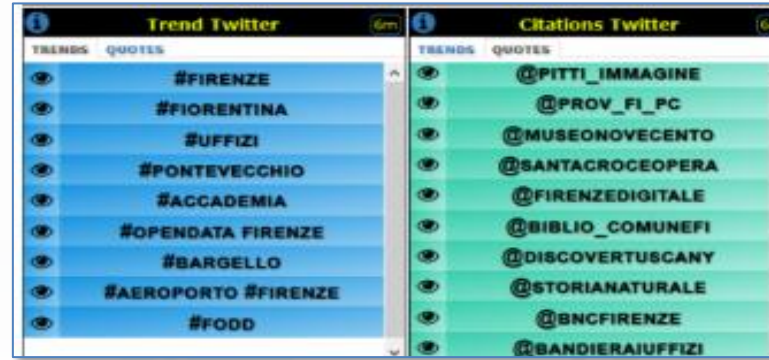 Trend Twitter 6m
TRENDS QUOTES
#FIRENZE
#FIORENTINA
#UFFIZI
#PONTEVECCHIO
#ACCADEMIA
#OPENDATA FIRENZE
#BARGELLO
#AEROPORTO #FIRENZE
#FODD
Citations Twitter
TRENDS QUOTES
@PITTI_IMMAGINE
@PROV_FI_PC
@MUSEONOVECENTO
@SANTACROCEOPERA
@FIRENZEDIGITALE
@BIBLIO_COMUNEFI
@DISCOVERTUSCANY
@STORIANATURALE
@BNCFIRENZE
@BANDIERAIUFFIZI